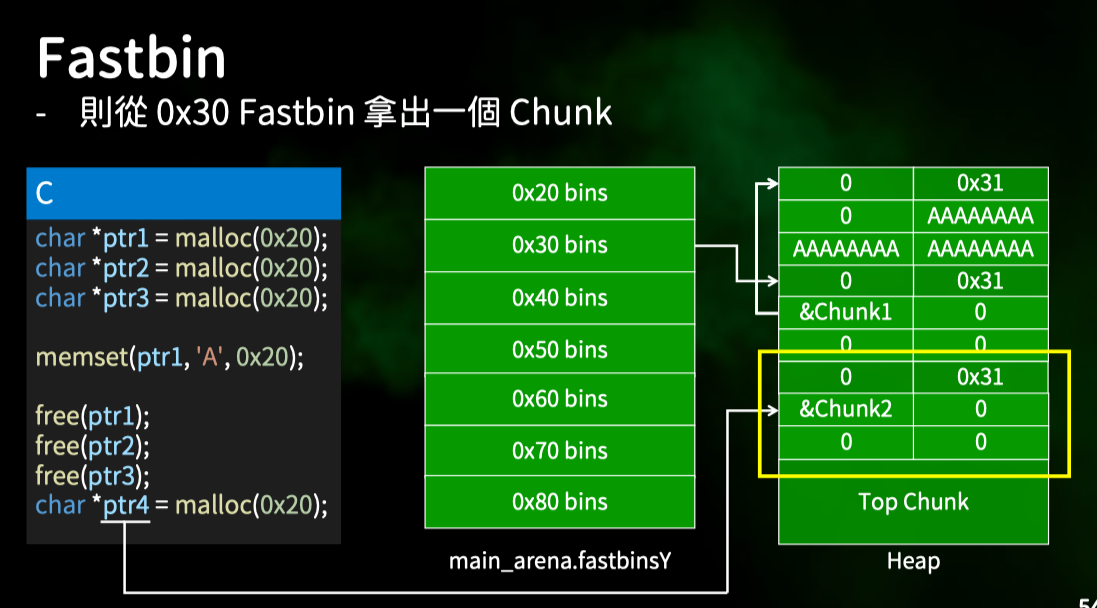 Fastbin
- 則從 0x30 Fastbin 拿出一個 Chunk
C
char *ptr1 = malloc(0x20);
char *ptr2 = malloc(0x20);
char *ptr3 = malloc(0x20);
memset(ptr1, 'A', 0x20);
free(ptr1);
free(ptr2);
free(ptr3);
char *ptr4 = malloc(0x20);
0x20 bins
0x30 bins
0x40 bins
0x50 bins
0x60 bins
0x70 bins
0x80 bins
main_arena.fastbinsY
0 0x31
0 AAAAAAAA
AAAAAAAA AAAAAAAA
0 0x31
&Chunk1 0
0 0
0 0x31
&Chunk2 0
0 0
Top Chunk
Heap